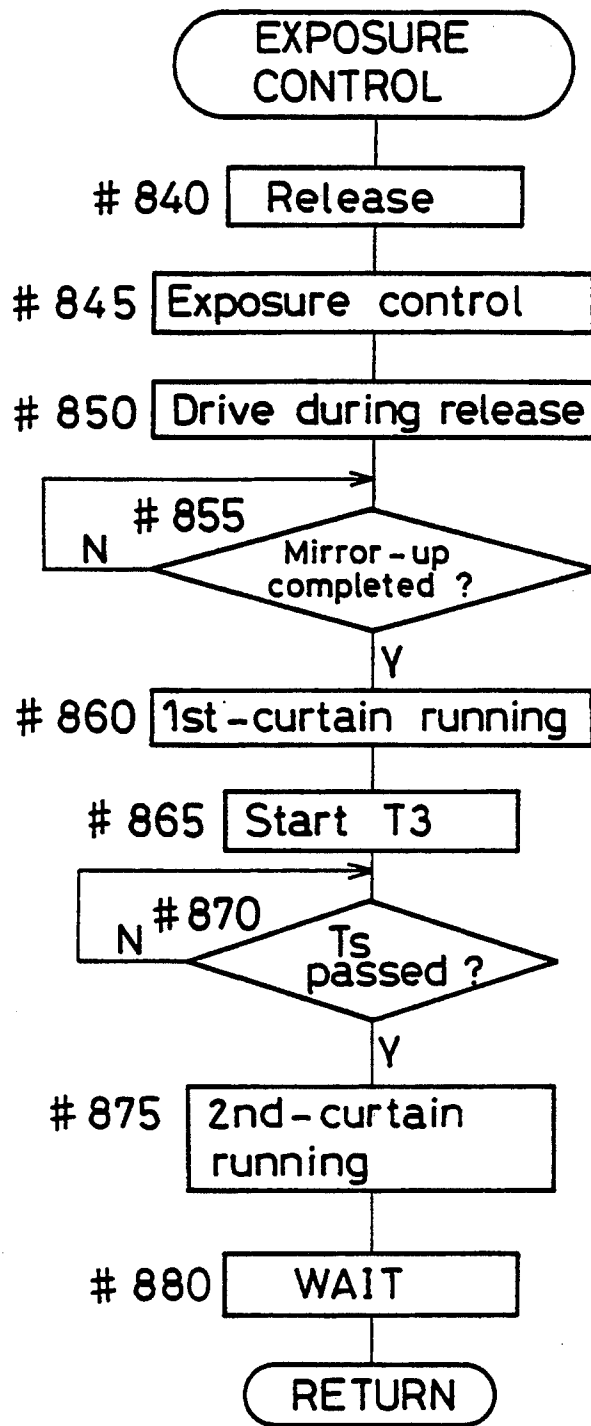 EXPOSURE
CONTROL
# 840 Release
# 845 Exposure control
# 850 Drive during release
# 855
N
Mirror-up
completed ?
Y
# 860 1st-curtain running
# 865 Start T3
# 870
N
Ts
passed ?
Y
# 875 2nd-curtain
running
# 880 WAIT
RETURN